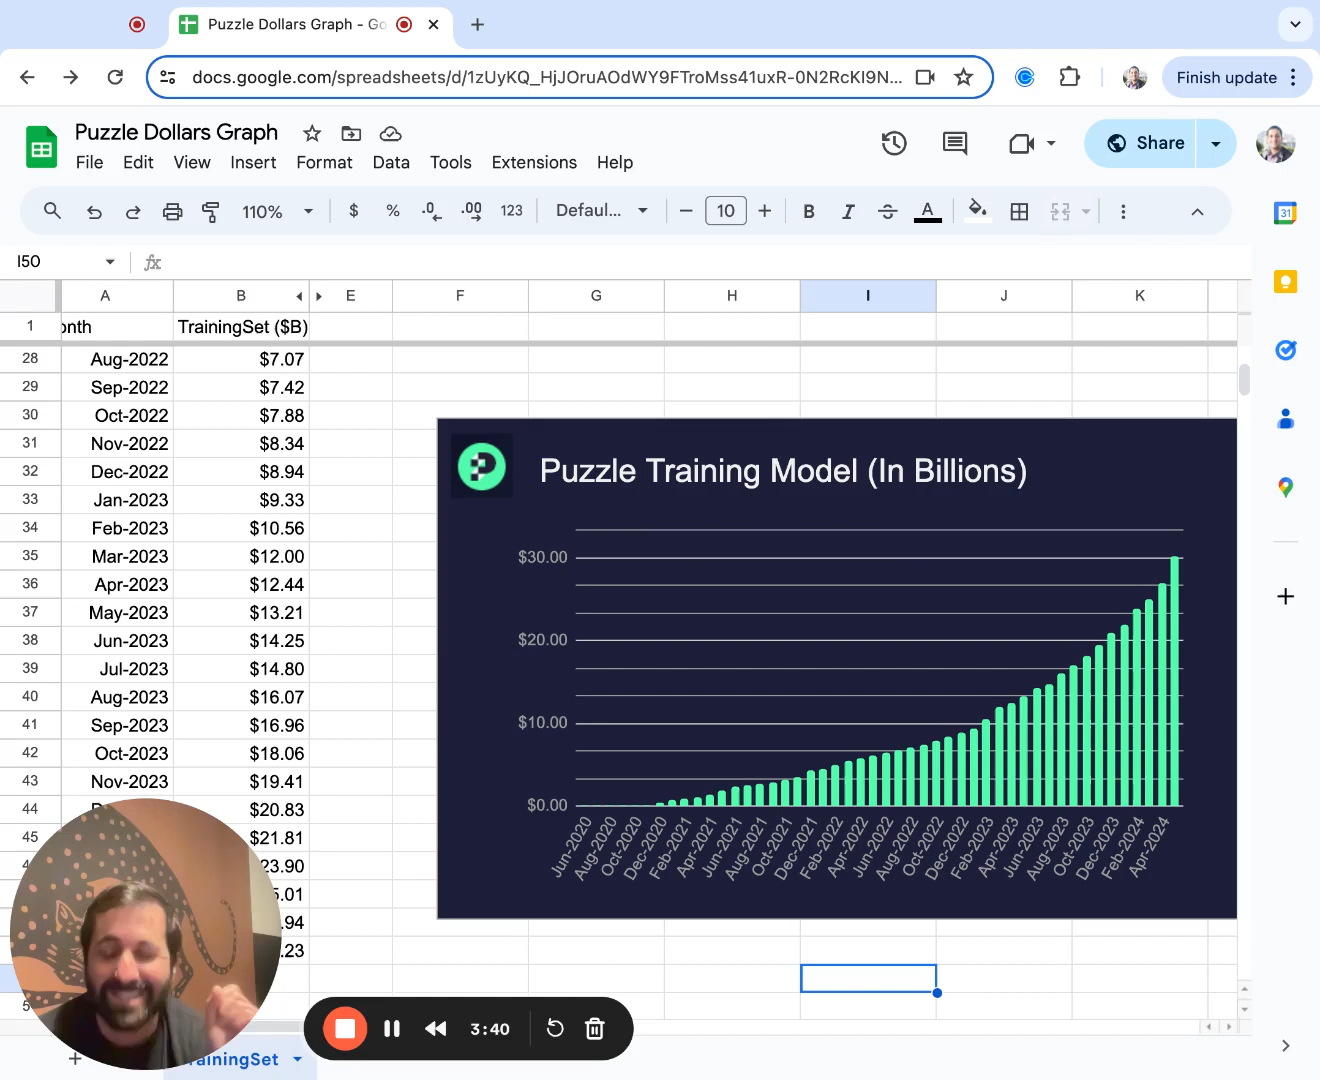 Puzzle Dollars Graph - Go
docs.google.com/spreadsheets/d/1zUyKQ_HjJOruAOdWY9FTroMss41uxR-0N2RcKI9N...
Finish update
Puzzle Dollars Graph
File Edit View Insert Format Data Tools Extensions Help
Share
110% $ % .0 .00 123 Defaul... 10 B I S A
31
I50 fx
A B E F G H I J K
1 onth TrainingSet ($B)
28 Aug-2022 $7.07
29 Sep-2022 $7.42
30 Oct-2022 $7.88
31 Nov-2022 $8.34
32 Dec-2022 $8.94
33 Jan-2023 $9.33
34 Feb-2023 $10.56
35 Mar-2023 $12.00
36 Apr-2023 $12.44
37 May-2023 $13.21
38 Jun-2023 $14.25
39 Jul-2023 $14.80
40 Aug-2023 $16.07
41 Sep-2023 $16.96
42 Oct-2023 $18.06
43 Nov-2023 $19.41
44 $20.83
45 $21.81
23.90
5.01
.94
.23
Puzzle Training Model (In Billions)
$30.00
$20.00
$10.00
$0.00
Jun-2020 Aug-2020 Oct-2020 Dec-2020 Feb-2021 Apr-2021 Jun-2021 Aug-2021 Oct-2021 Dec-2021 Feb-2022 Apr-2022 Jun-2022 Aug-2022 Oct-2022 Dec-2022 Feb-2023 Apr-2023 Jun-2023 Aug-2023 Oct-2023 Dec-2023 Feb-2024 Apr-2024
3:40
rainingSet